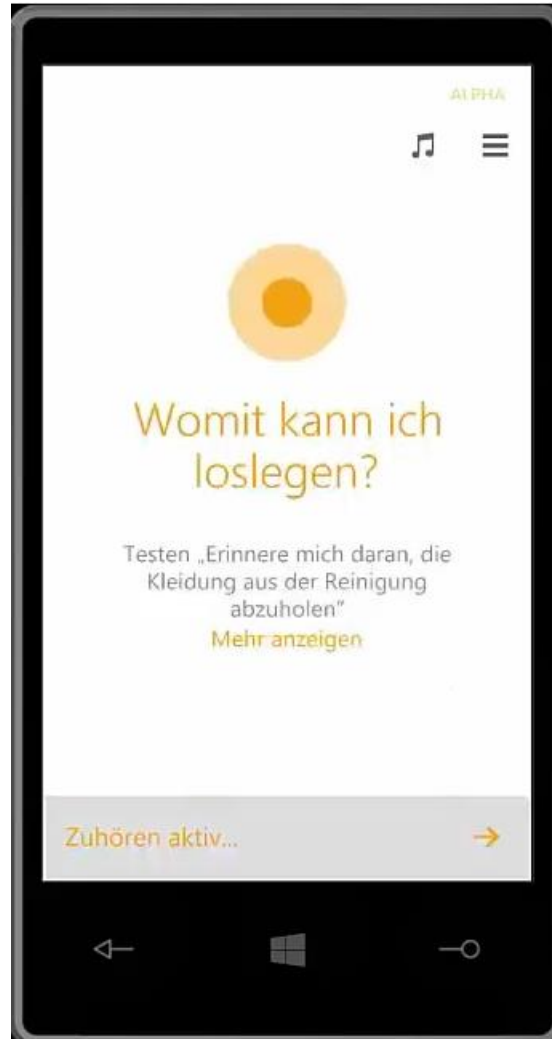 ALPHA
Womit kann ich
loslegen?
Testen „Erinnere mich daran, die
Kleidung aus der Reinigung
abzuholen“
Mehr anzeigen
Zuhören aktiv...